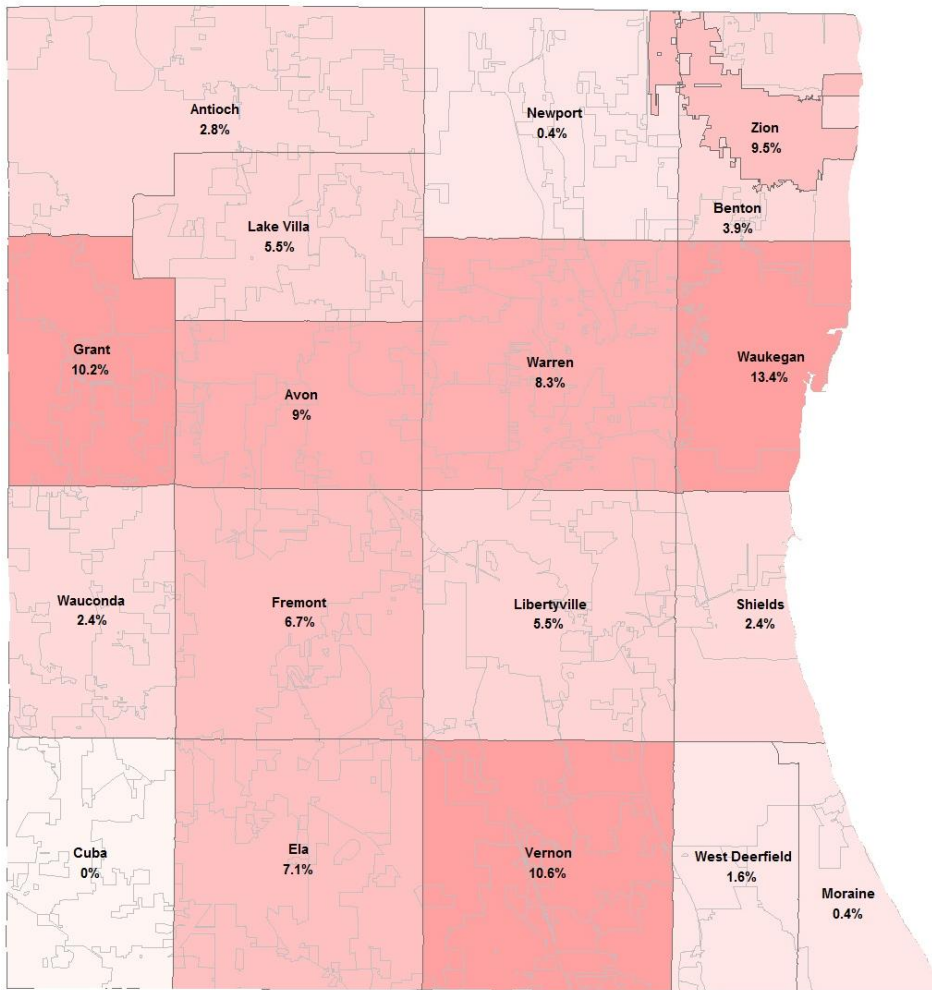 Antioch
2.8%
Newport
0.4%
Zion
9.5%
Lake Villa
5.5%
Benton
3.9%
Grant
10.2%
Avon
9%
Warren
8.3%
Waukegan
13.4%
Wauconda
2.4%
Fremont
6.7%
Libertyville
5.5%
Shields
2.4%
Cuba
0%
Ela
7.1%
Vernon
10.6%
West Deerfield
1.6%
Moraine
0.4%